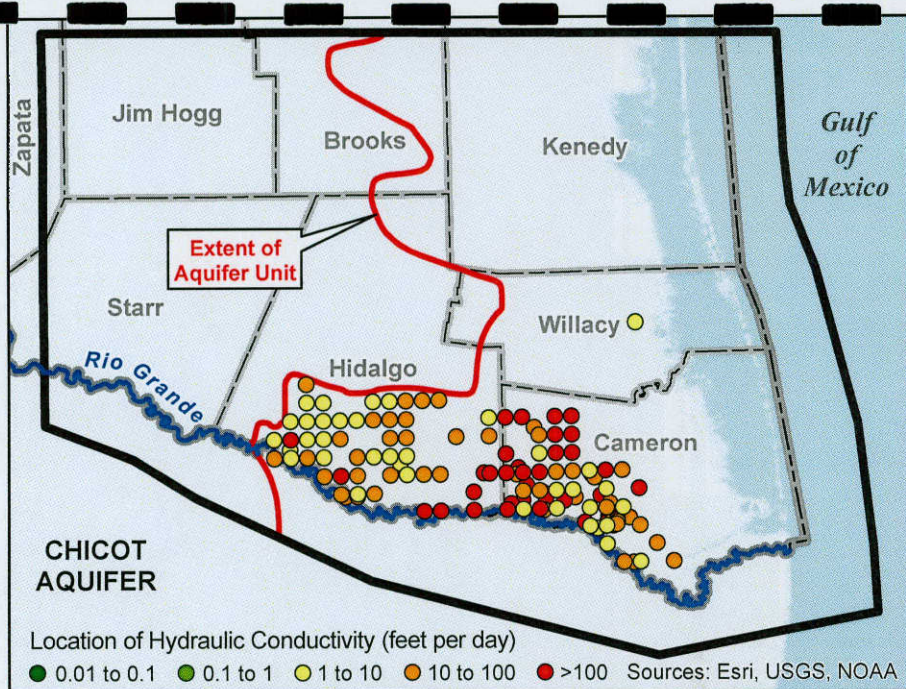 Zapata
Jim Hogg
Brooks
Kenedy
Gulf
of
Mexico
Extent of
Aquifer Unit
Starr
Willacy
Rio Grande
Hidalgo
Cameron
CHICOT
AQUIFER
Location of Hydraulic Conductivity (feet per day)
0.01 to 0.1 0.1 to 1 1 to 10 10 to 100 >100 Sources: Esri, USGS, NOAA